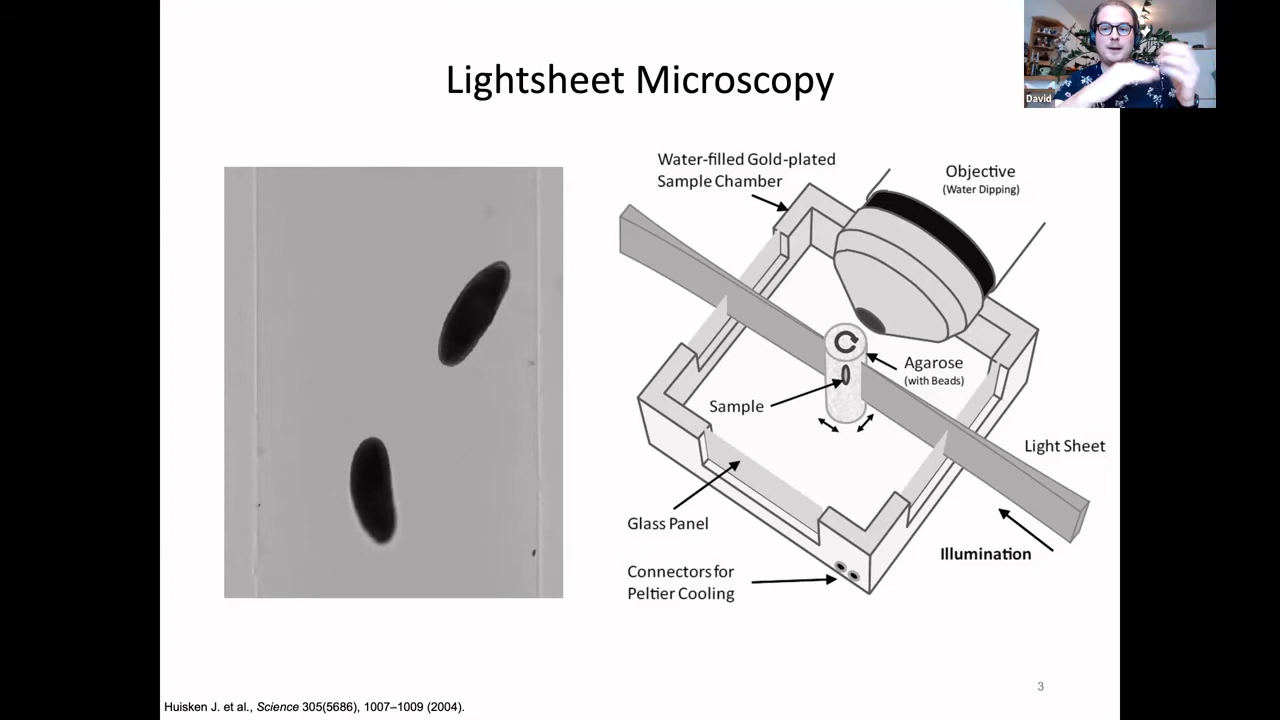 Lightsheet Microscopy
David
Water-filled Gold-plated
Sample Chamber
Objective
(Water Dipping)
Agarose
(with Beads)
Sample
Light Sheet
Glass Panel
Illumination
Connectors for
Peltier Cooling
3
Huisken J. et al., Science 305(5686), 1007–1009 (2004).